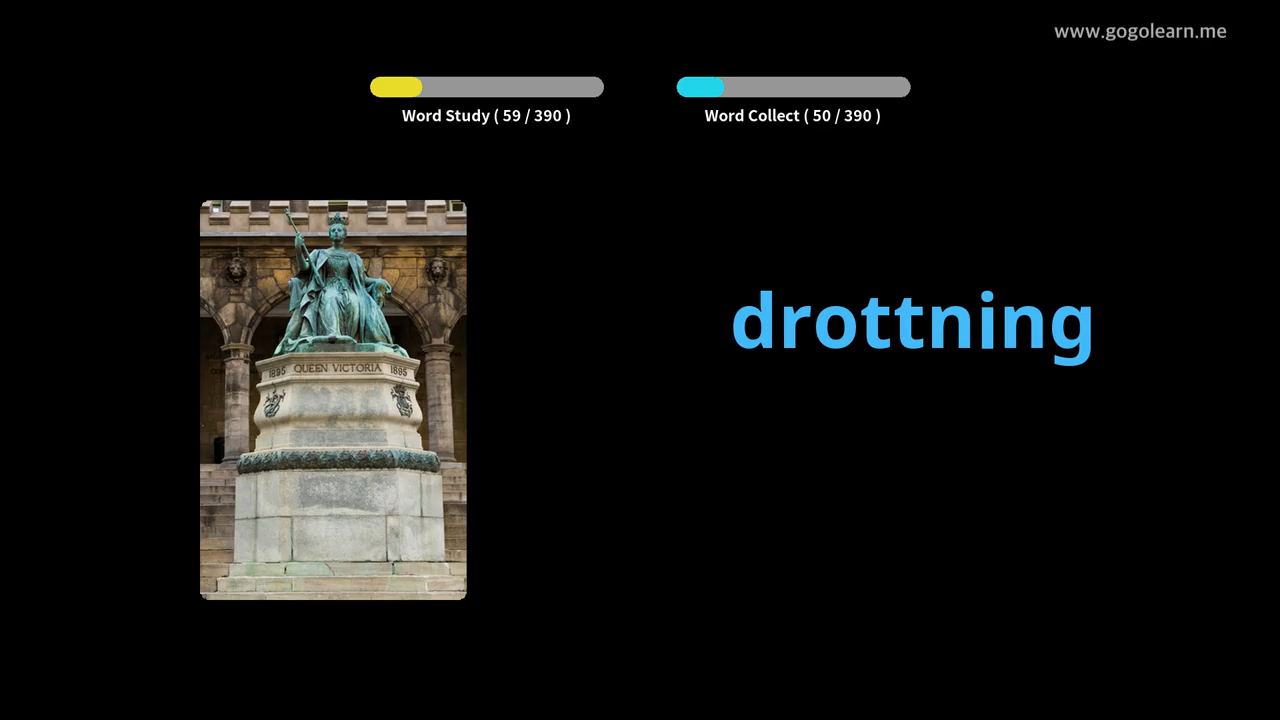 www.gogolearn.me
Word Study ( 59 / 390 )
Word Collect ( 50 / 390 )
drottning
1895 QUEEN VICTORIA 1895